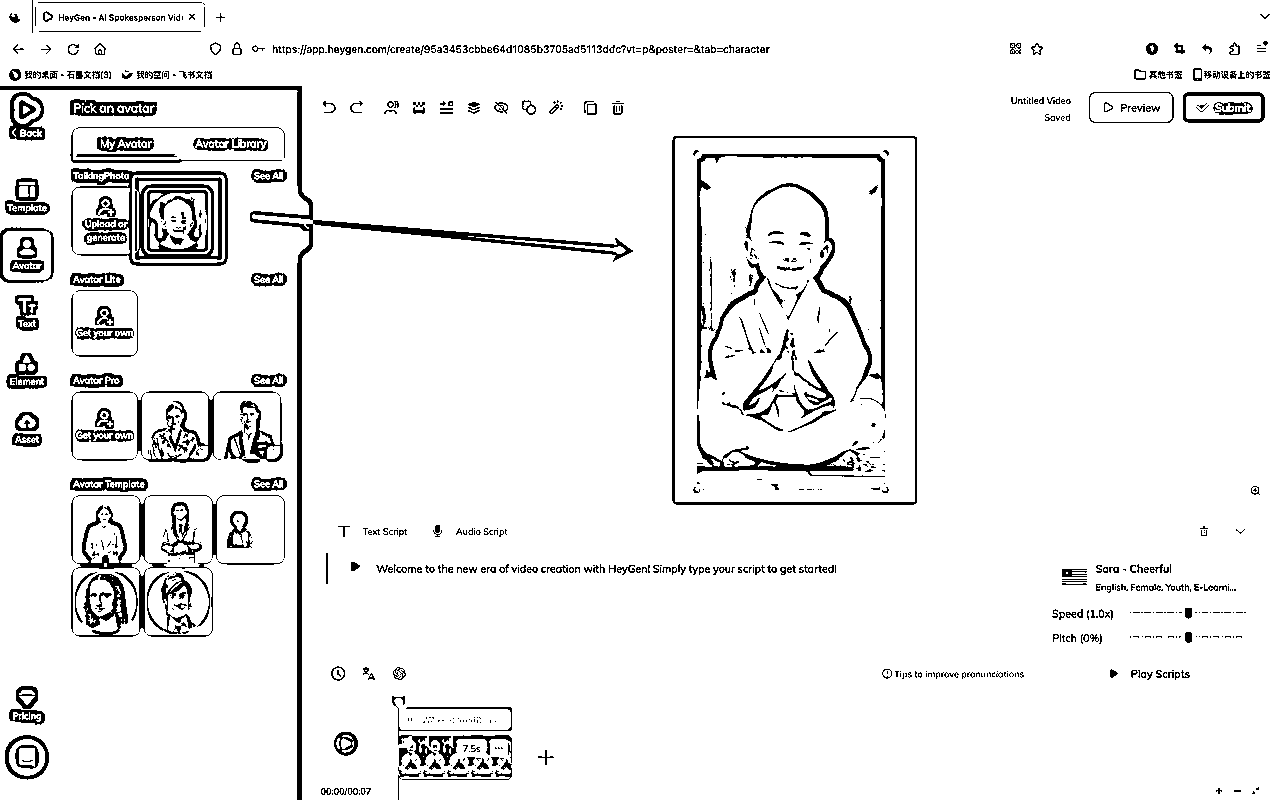 HeyGen - AI Spokesperson Vid
https://app.heygen.com/create/95a3453cbbe64d1085b3705ad5113ddc?vt=p&poster=&tab=character
我的桌面 - 石墨文档(3)
我的空间 - 飞书文档
其他书签
移动设备上的书签
Back
Pick an avatar
Untitled Video
Saved
Preview
Submit
My Avatar
Avatar Library
TalkingPhoto
See All
Upload or
generate
Template
Avatar
Text
Element
Asset
Avatar Lite
See All
Get your own
Avatar Pro
See All
Get your own
Avatar Template
See All
Text Script
Audio Script
Welcome to the new era of video creation with HeyGen! Simply type your script to get started!
Sara - Cheerful
English, Female, Youth, E-Learni...
Speed (1.0x)
Pitch (0%)
Tips to improve pronunciations
Play Scripts
Pricing
7.5s
00:00/00:07